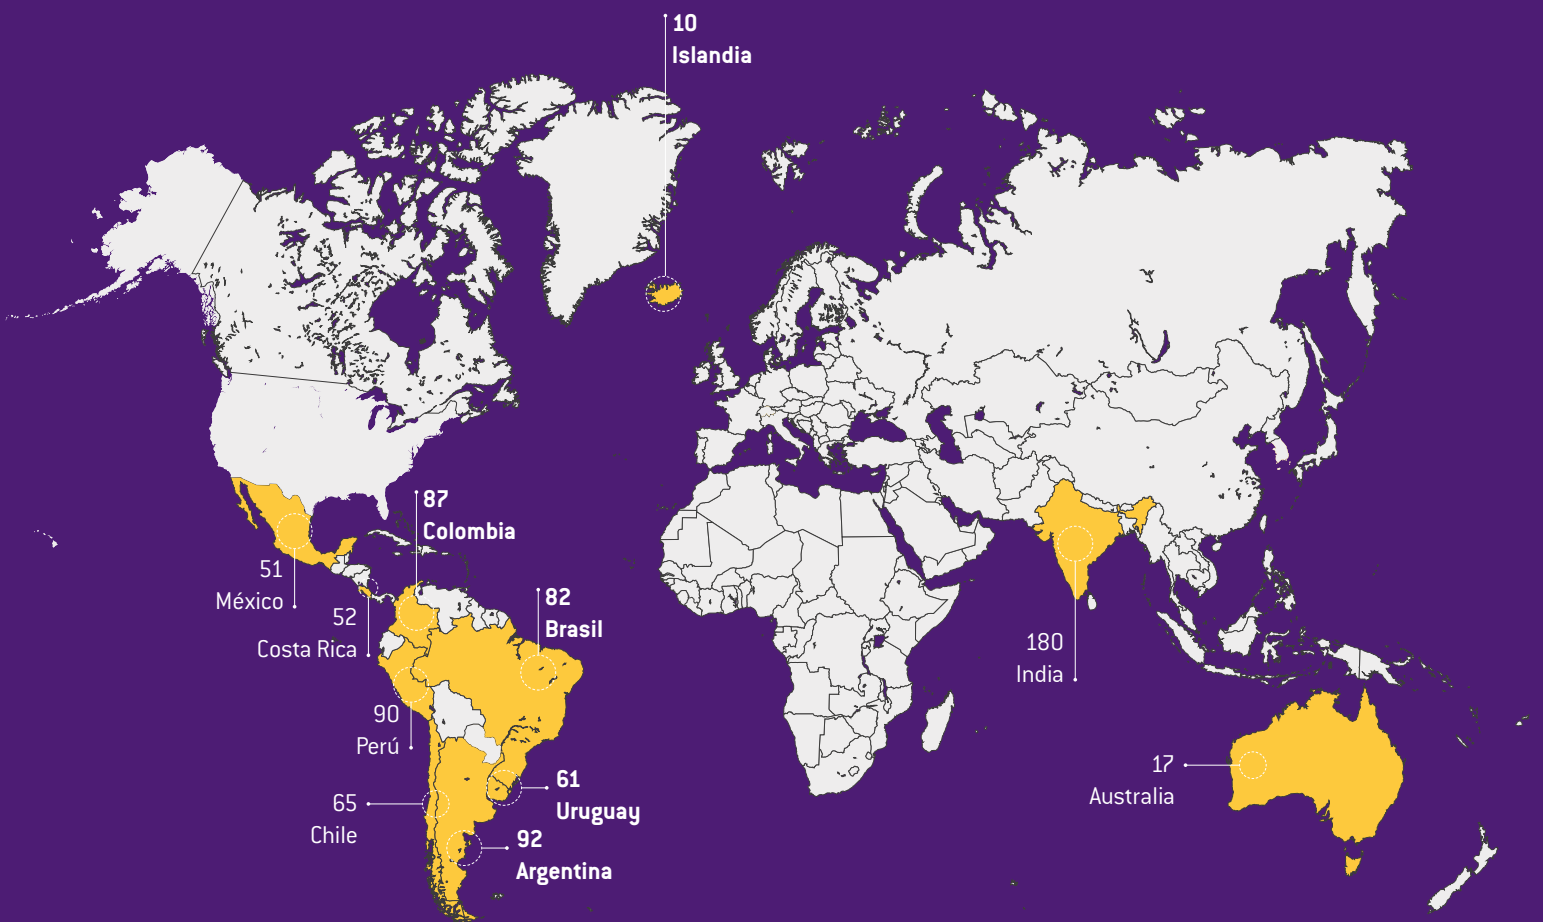 10
Islandia
87
Colombia
51
México
52
Costa Rica
82
Brasil
180
India
90
Perú
17
Australia
61
Uruguay
65
Chile
92
Argentina